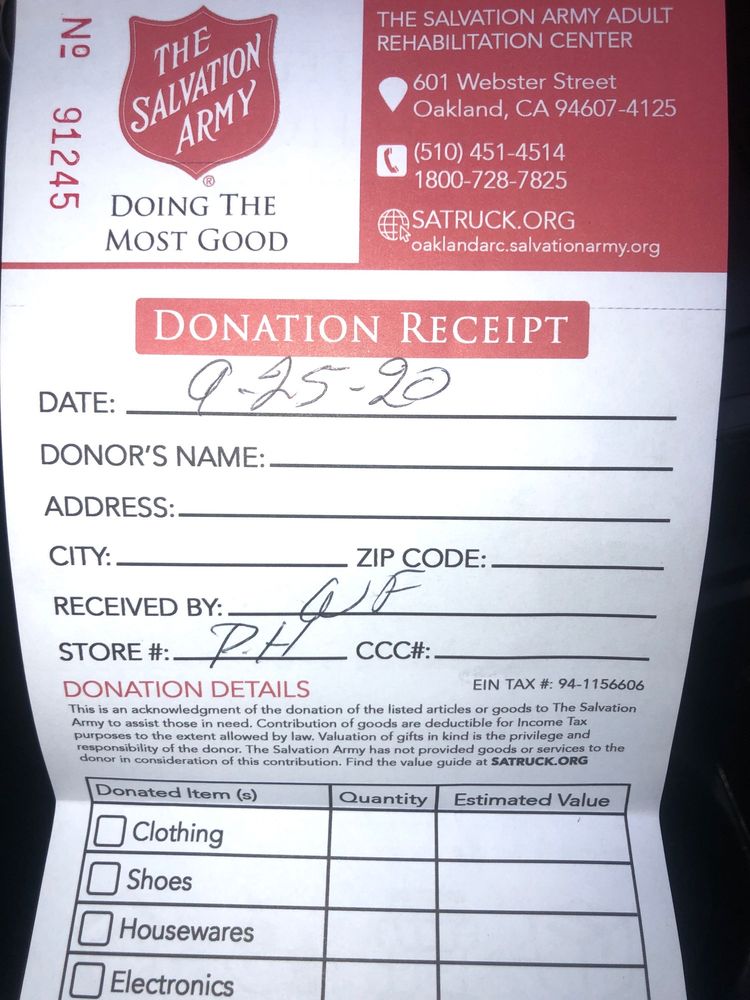 Nº 91245
THE
SALVATION
ARMY
®
DOING THE
MOST GOOD
THE SALVATION ARMY ADULT
REHABILITATION CENTER
601 Webster Street
Oakland, CA 94607-4125
(510) 451-4514
1800-728-7825
SATRUCK.ORG
oaklandarc.salvationarmy.org
DONATION RECEIPT
DATE: 9-25-20
DONOR'S NAME:
ADDRESS:
CITY: ZIP CODE:
RECEIVED BY:
STORE #: P.H CCC#:
DONATION DETAILS EIN TAX #: 94-1156606
This is an acknowledgment of the donation of the listed articles or goods to The Salvation
Army to assist those in need. Contribution of goods are deductible for Income Tax
purposes to the extent allowed by law. Valuation of gifts in kind is the privilege and
responsibility of the donor. The Salvation Army has not provided goods or services to the
donor in consideration of this contribution. Find the value guide at SATRUCK.ORG
Donated Item (s) Quantity Estimated Value
Clothing
Shoes
Housewares
Electronics